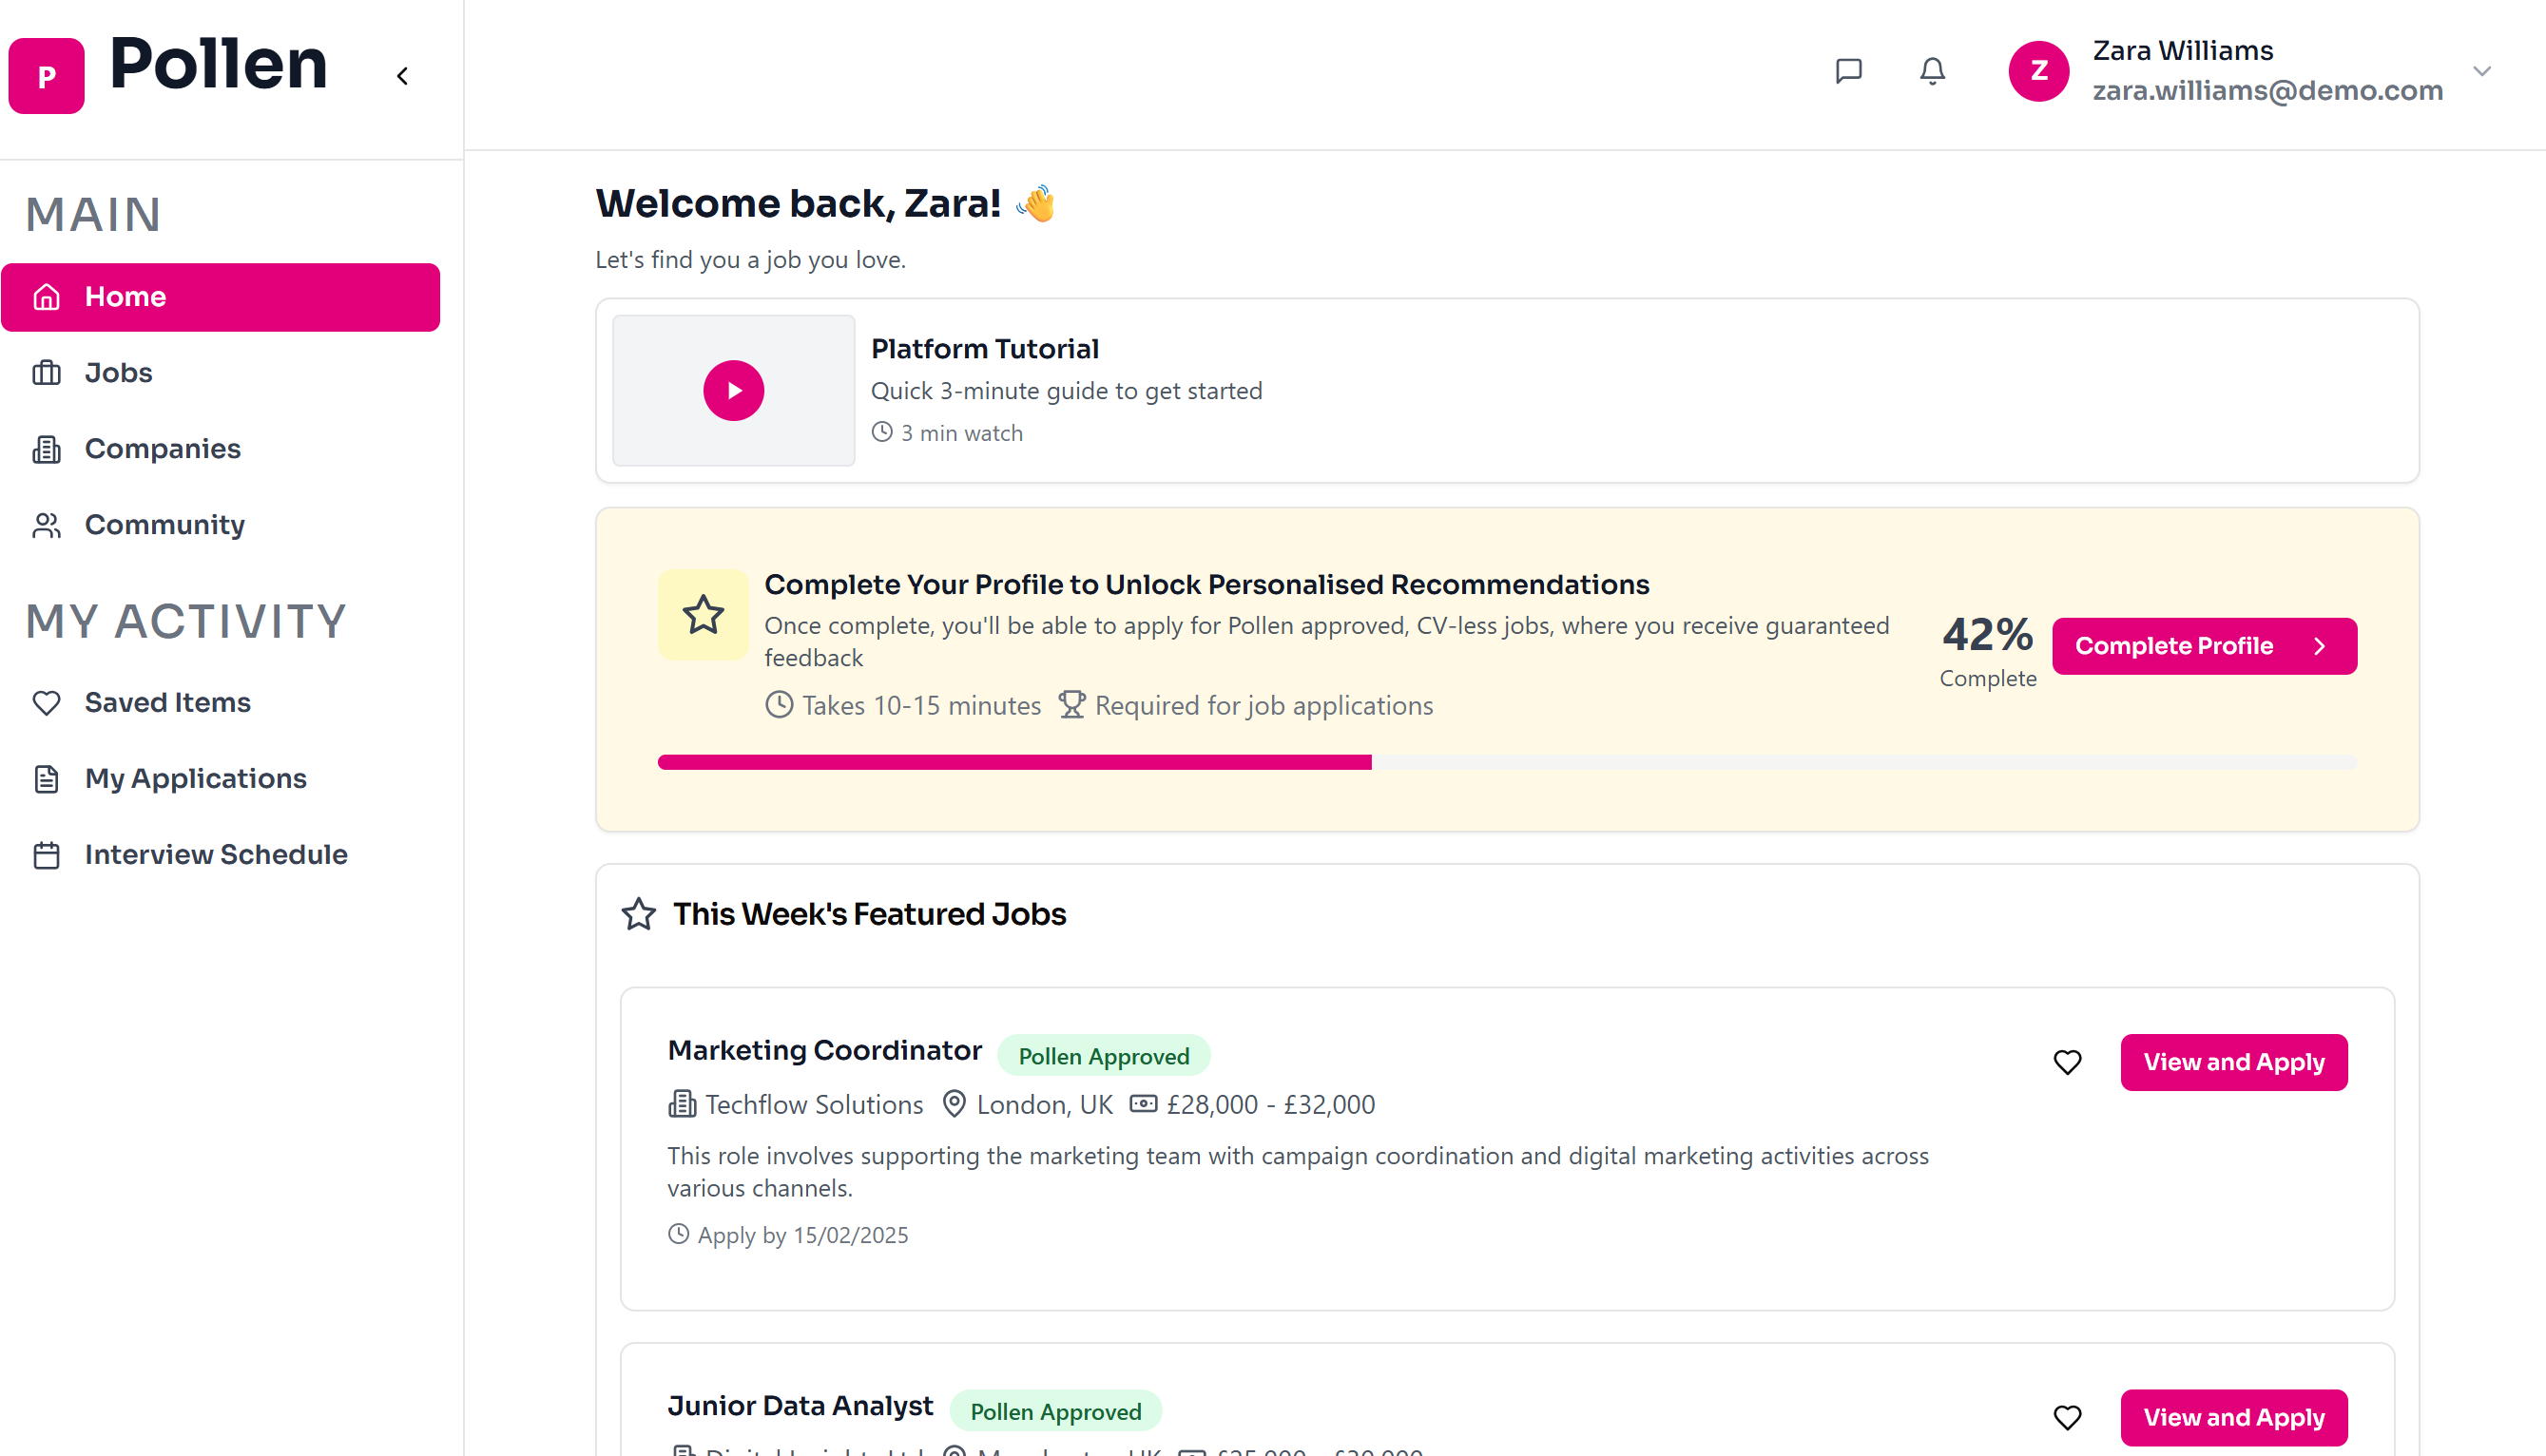 P Pollen
Zara Williams
Z
zara.williams@demo.com
MAIN
Home
Jobs
Companies
Community
MY ACTIVITY
Saved Items
My Applications
Interview Schedule
Welcome back, Zara! 👋
Let's find you a job you love.
Platform Tutorial
Quick 3-minute guide to get started
3 min watch
Complete Your Profile to Unlock Personalised Recommendations
Once complete, you'll be able to apply for Pollen approved, CV-less jobs, where you receive guaranteed
feedback
Takes 10-15 minutes Required for job applications
42%
Complete
Complete Profile
This Week's Featured Jobs
Marketing Coordinator Pollen Approved
View and Apply
Techflow Solutions London, UK £28,000 - £32,000
This role involves supporting the marketing team with campaign coordination and digital marketing activities across
various channels.
Apply by 15/02/2025
Junior Data Analyst Pollen Approved
View and Apply